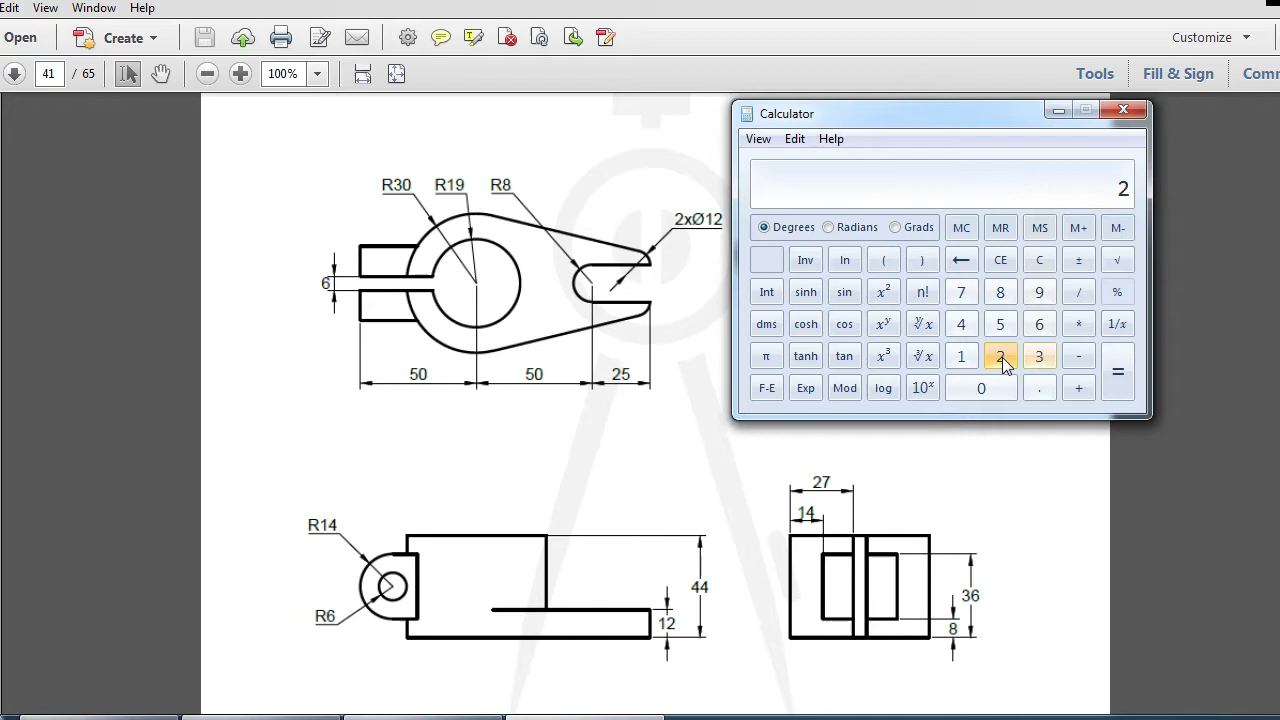 Edit View Window Help
Open Create Customize
41 / 65 100% Tools Fill & Sign Comm
Calculator
View Edit Help
2
Degrees Radians Grads MC MR MS M+ M-
Inv ln ( ) ← CE C ± √
Int sinh sin x² n! 7 8 9 / %
dms cosh cos xʸ ʸ√x 4 5 6 * 1/x
π tanh tan x³ ³√x 1 2 3 - =
F-E Exp Mod log 10ˣ 0 . +
R30 R19 R8
2xØ12
6
50 50 25
R14
R6
44
12
27
14
36
8